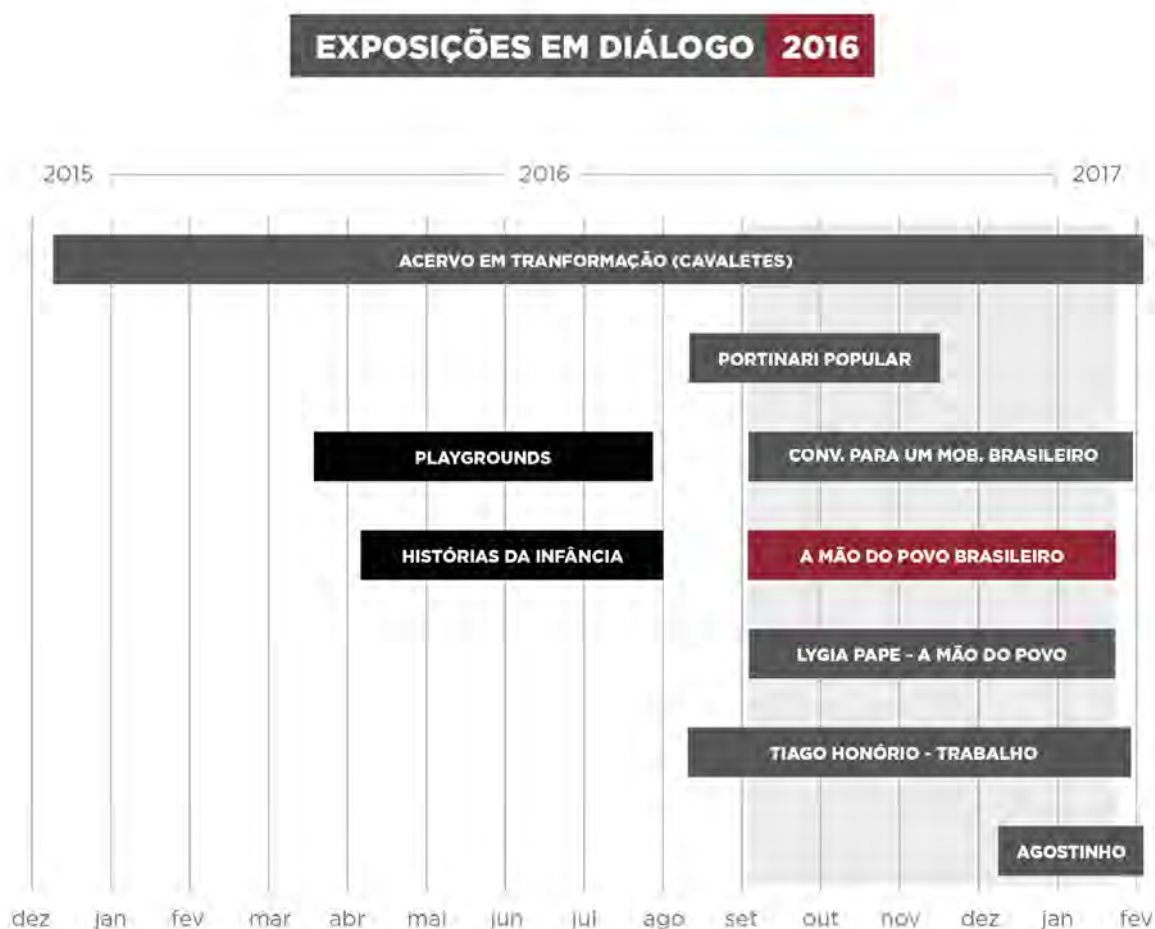 EXPOSIÇÕES EM DIÁLOGO 2016
2015 2016 2017
ACERVO EM TRANFORMAÇÃO (CAVALETES)
PORTINARI POPULAR
PLAYGROUNDS
CONV. PARA UM MOB. BRASILEIRO
HISTÓRIAS DA INFÂNCIA
A MÃO DO POVO BRASILEIRO
LYGIA PAPE - A MÃO DO POVO
TIAGO HONÓRIO - TRABALHO
AGOSTINHO
dez jan fev mar abr mai jun jul ago set out nov dez jan fev